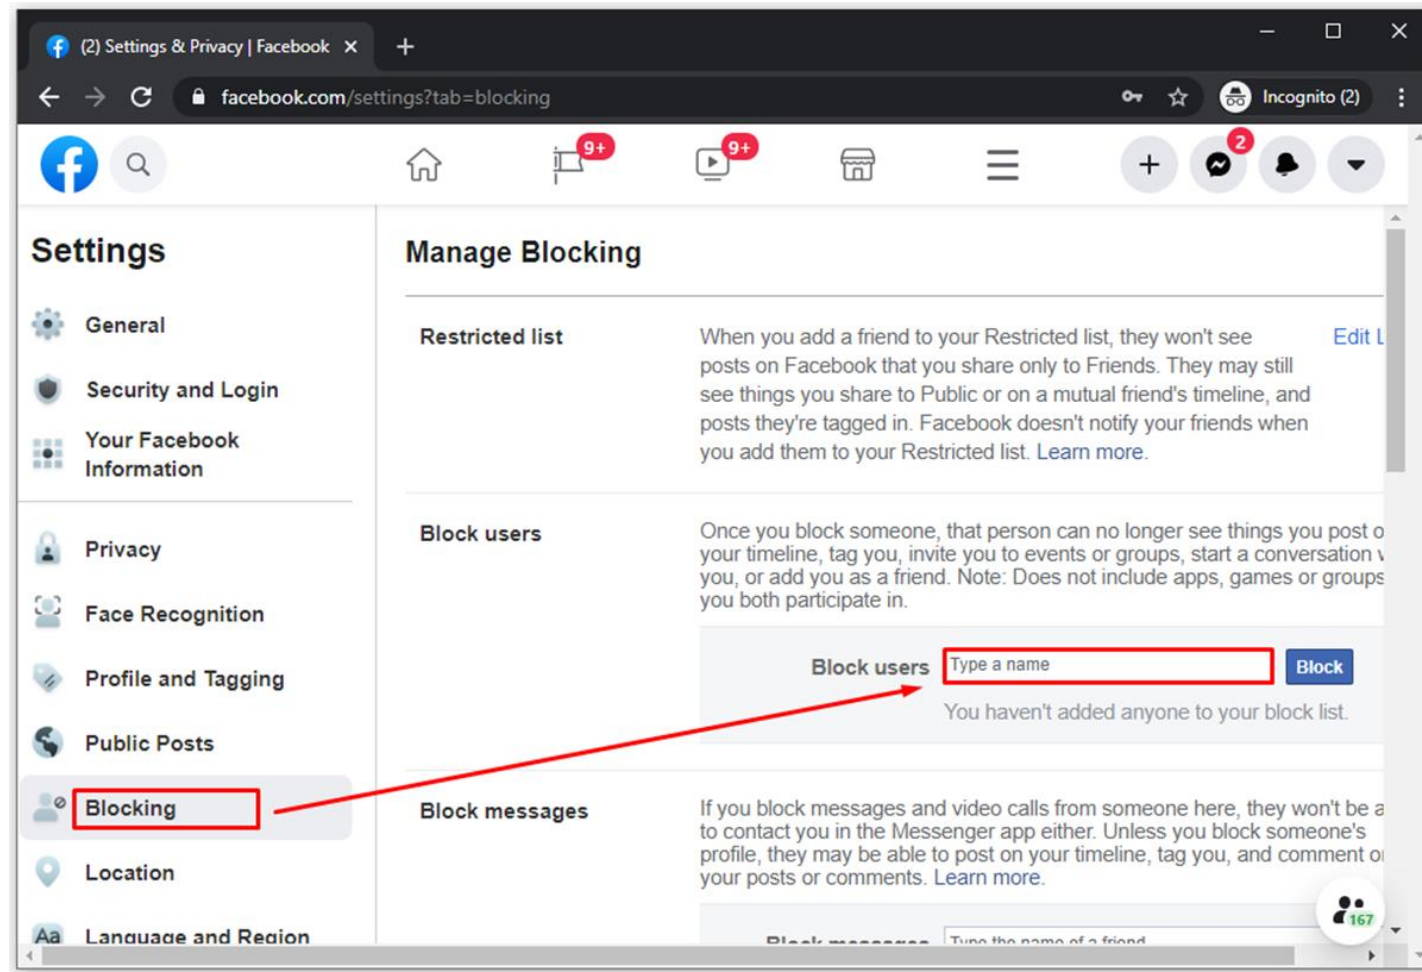 (2) Settings & Privacy | Facebook
facebook.com/settings?tab=blocking
Incognito (2)
9+
9+
2
Settings
General
Security and Login
Your Facebook
Information
Privacy
Face Recognition
Profile and Tagging
Public Posts
Blocking
Location
Aa Language and Region
Manage Blocking
Restricted list
When you add a friend to your Restricted list, they won't see
posts on Facebook that you share only to Friends. They may still
see things you share to Public or on a mutual friend's timeline, and
posts they're tagged in. Facebook doesn't notify your friends when
you add them to your Restricted list. Learn more.
Edit L
Block users
Once you block someone, that person can no longer see things you post o
your timeline, tag you, invite you to events or groups, start a conversation
you, or add you as a friend. Note: Does not include apps, games or groups
you both participate in.
Block users
Type a name
Block
You haven't added anyone to your block list.
Block messages
If you block messages and video calls from someone here, they won't be a
to contact you in the Messenger app either. Unless you block someone's
profile, they may be able to post on your timeline, tag you, and comment o
your posts or comments. Learn more.
Block messages
Type the name of a friend
167